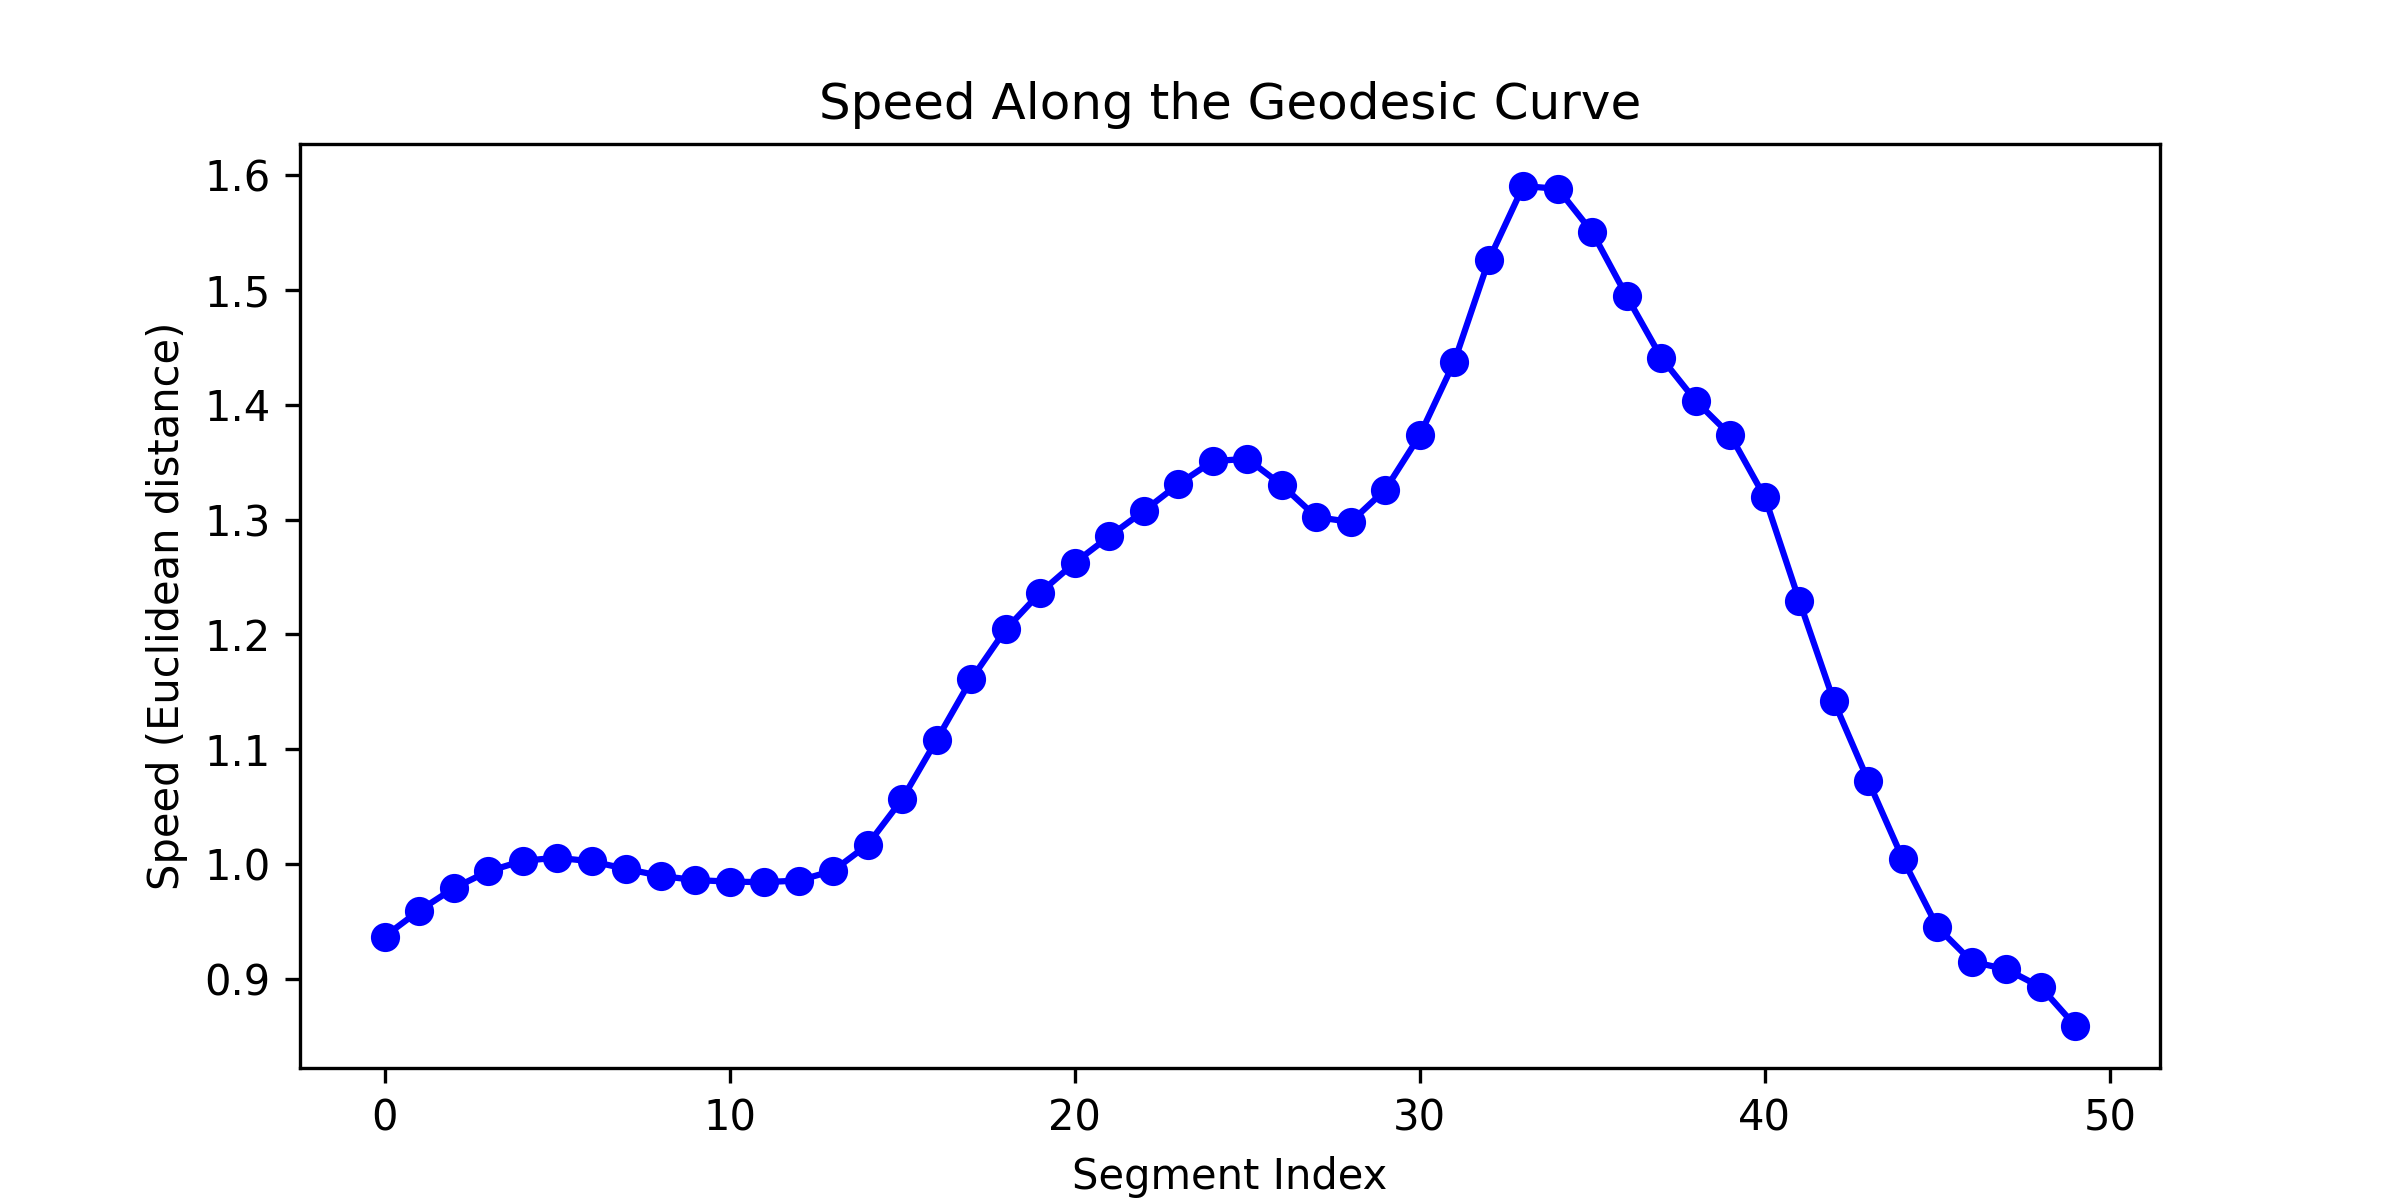 Speed Along the Geodesic Curve
Speed (Euclidean distance)
1.6
1.5
1.4
1.3
1.2
1.1
1.0
0.9
0 10 20 30 40 50
Segment Index